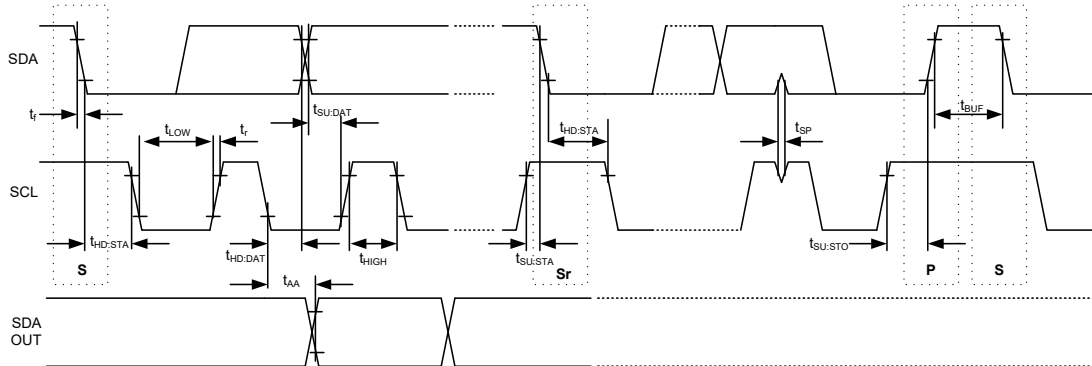 SDA
t_f
t_LOW
t_r
t_SU:DAT
t_HD:STA
t_SP
t_BUF
SCL
t_HD:STA
t_HD:DAT
t_HIGH
t_SU:STA
t_SU:STO
S
Sr
P
S
t_AA
SDA
OUT